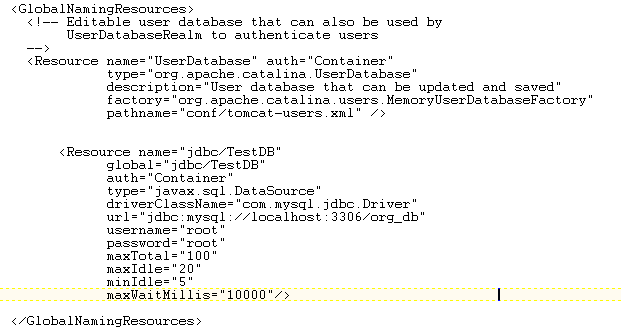 <GlobalNamingResources>
<!-- Editable user database that can also be used by
UserDatabaseRealm to authenticate users
-->
<Resource name="UserDatabase" auth="Container"
type="org.apache.catalina.UserDatabase"
description="User database that can be updated and saved"
factory="org.apache.catalina.users.MemoryUserDatabaseFactory"
pathname="conf/tomcat-users.xml" />
<Resource name="jdbc/TestDB"
global="jdbc/TestDB"
auth="Container"
type="javax.sql.DataSource"
driverClassName="com.mysql.jdbc.Driver"
url="jdbc:mysql://localhost:3306/org_db"
username="root"
password="root"
maxTotal="100"
maxIdle="20"
minIdle="5"
maxWaitMillis="10000"/>
</GlobalNamingResources>